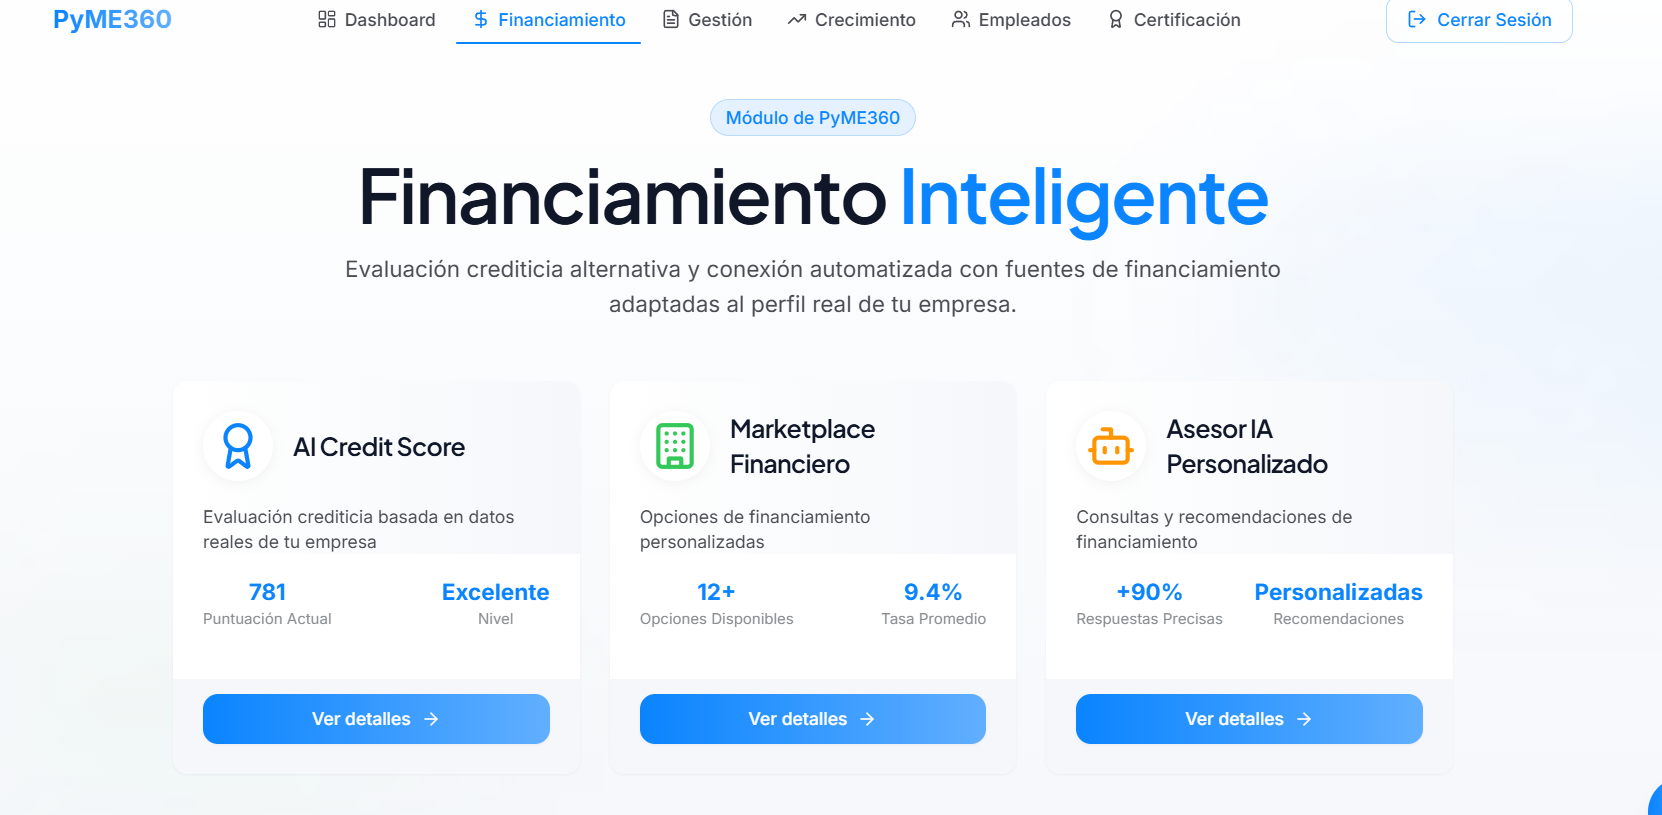 PyME360
Dashboard
Financiamiento
Gestión
Crecimiento
Empleados
Certificación
Cerrar Sesión
Módulo de PyME360
Financiamiento Inteligente
Evaluación crediticia alternativa y conexión automatizada con fuentes de financiamiento
adaptadas al perfil real de tu empresa.
AI Credit Score
Evaluación crediticia basada en datos
reales de tu empresa
781
Puntuación Actual
Excelente
Nivel
Ver detalles
Marketplace
Financiero
Opciones de financiamiento
personalizadas
12+
Opciones Disponibles
9.4%
Tasa Promedio
Ver detalles
Asesor IA
Personalizado
Consultas y recomendaciones de
financiamiento
+90%
Respuestas Precisas
Personalizadas
Recomendaciones
Ver detalles